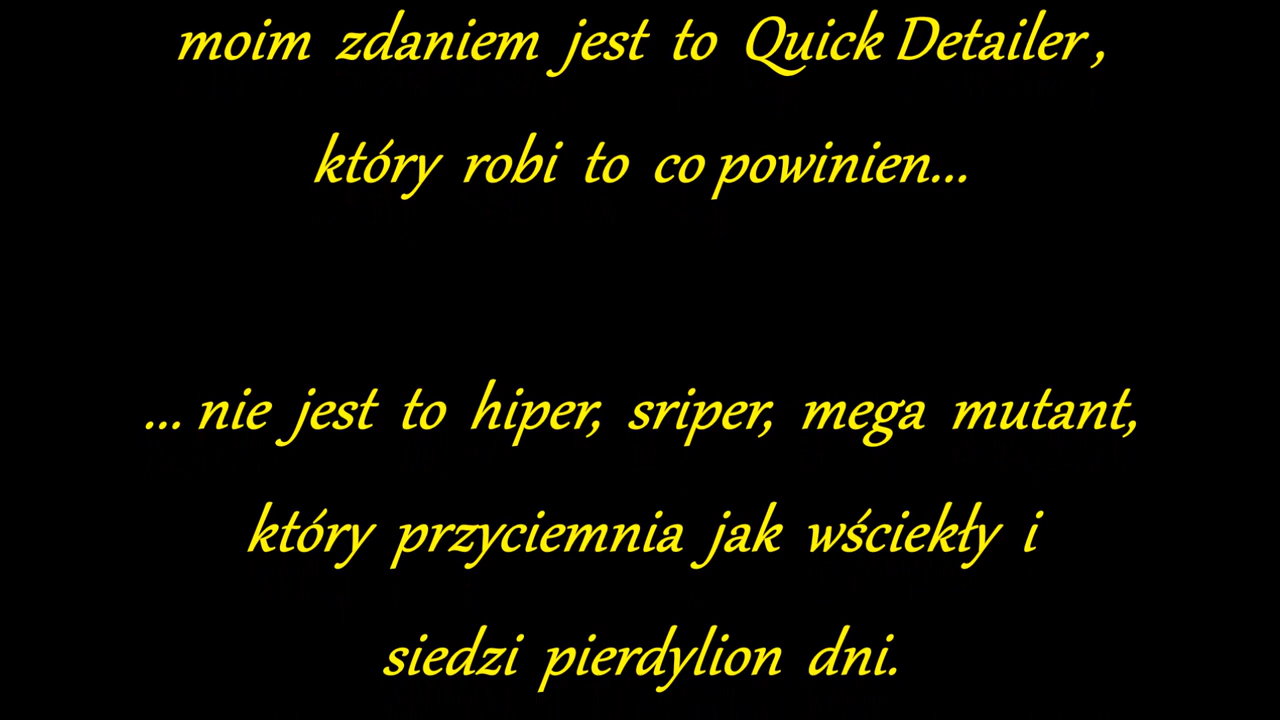 moim zdaniem jest to Quick Detailer,
który robi to co powinien...
... nie jest to hiper, sriper, mega mutant,
który przyciemnia jak wściekły i
siedzi pierdylion dni.